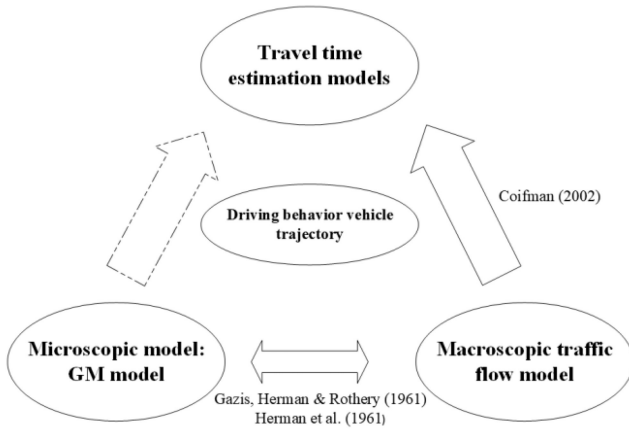 Travel time
estimation models
Coifman (2002)
Driving behavior vehicle
trajectory
Microscopic model:
GM model
Macroscopic traffic
flow model
Gazis, Herman & Rothery (1961)
Herman et al. (1961)